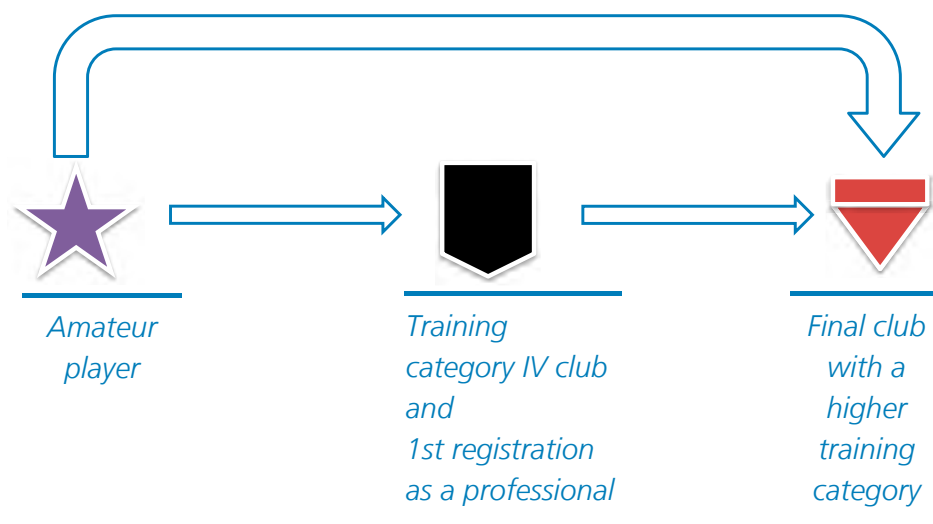 Amateur
player
Training
category IV club
and
1st registration
as a professional
Final club
with a
higher
training
category